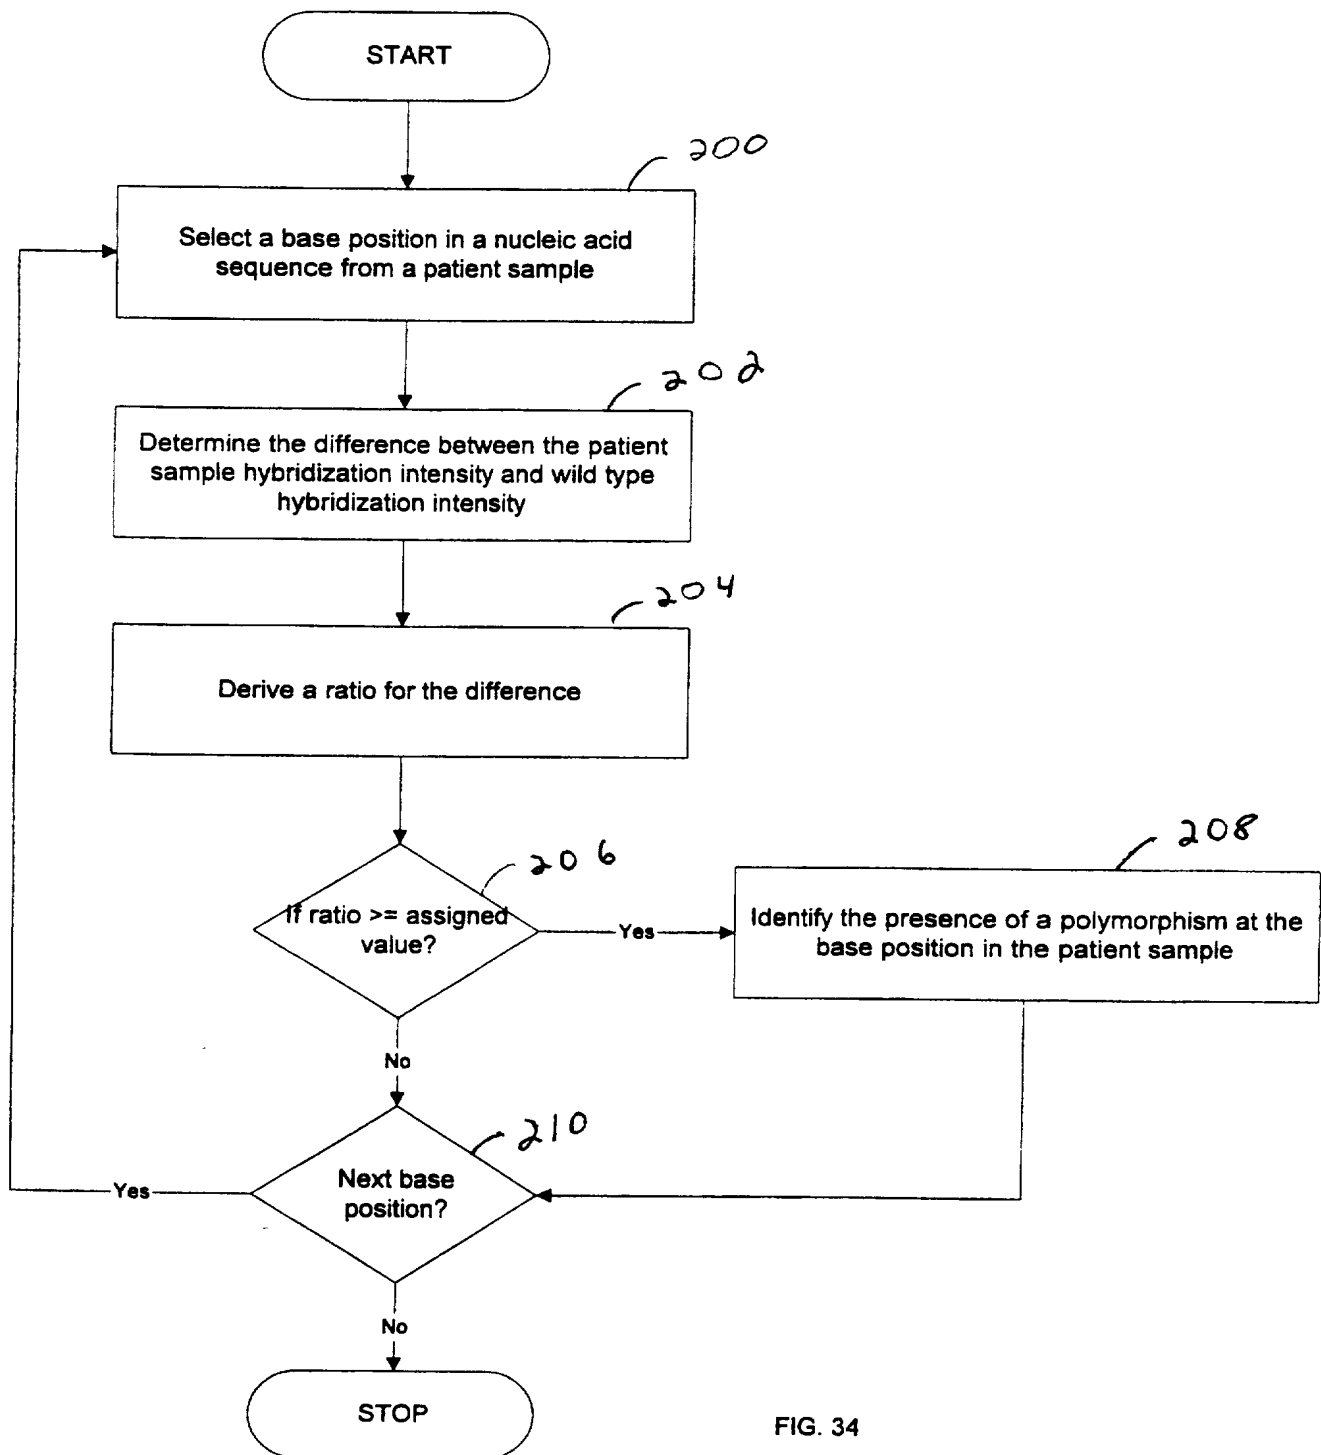 START
200
Select a base position in a nucleic acid
sequence from a patient sample
202
Determine the difference between the patient
sample hybridization intensity and wild type
hybridization intensity
204
Derive a ratio for the difference
206
If ratio >= assigned
value?
Yes
208
Identify the presence of a polymorphism at the
base position in the patient sample
No
210
Next base
position?
Yes
No
STOP
FIG. 34